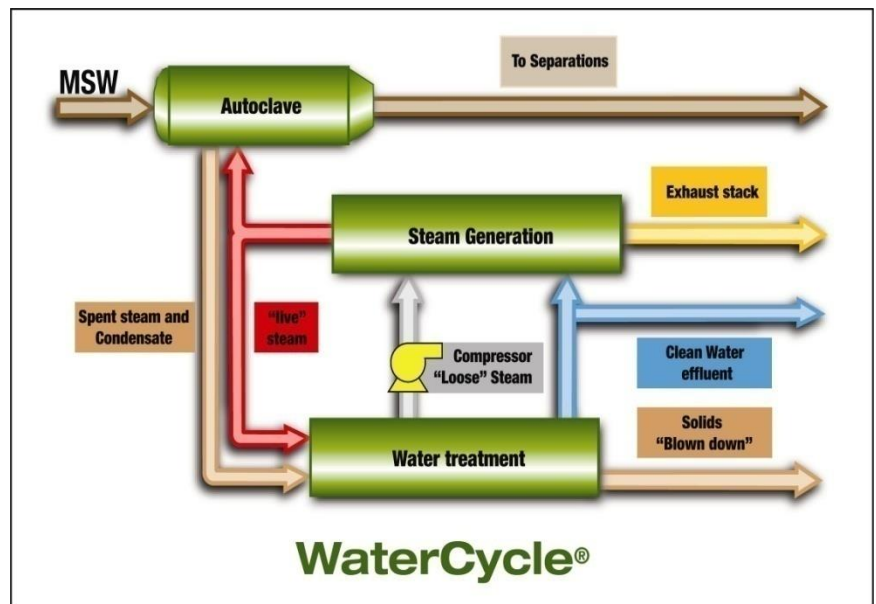 MSW
Autoclave
To Separations
Steam Generation
Exhaust stack
Spent steam and
Condensate
“live”
steam
Compressor
“Loose” Steam
Clean Water
effluent
Water treatment
Solids
“Blown down”
WaterCycle®